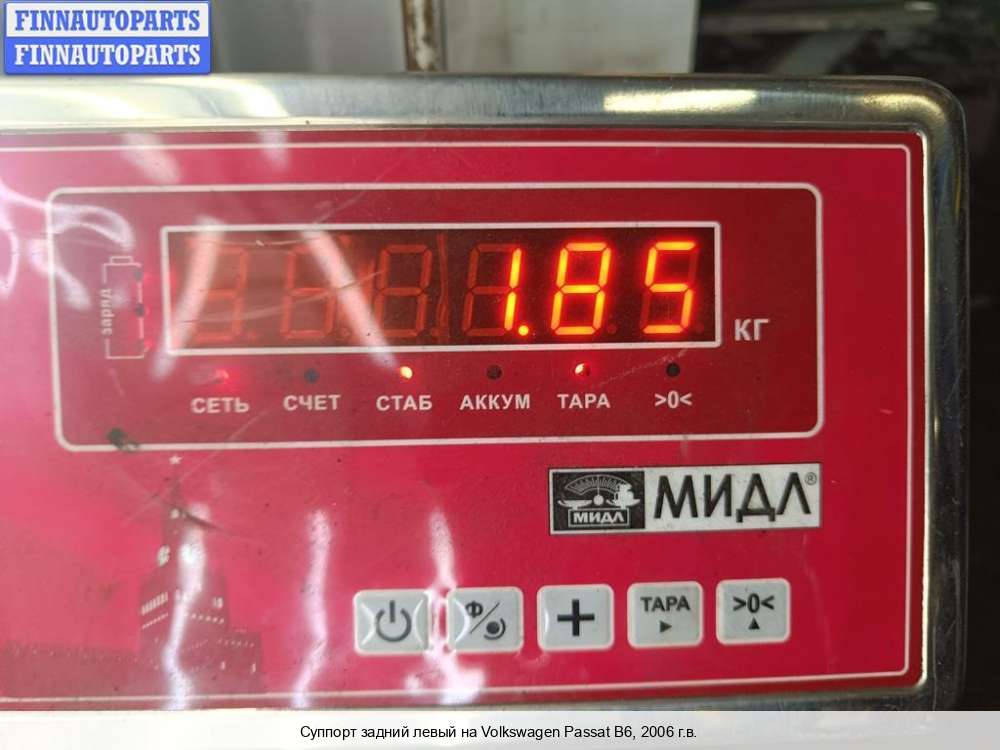 FINNAUTOPARTS
FINNAUTOPARTS
заряд
1.85
КГ
СЕТЬ СЧЕТ СТАБ АККУМ ТАРА >0<
МИДЛ МИДЛ®
Ф
+
ТАРА
>0<
Суппорт задний левый на Volkswagen Passat B6, 2006 г.в.